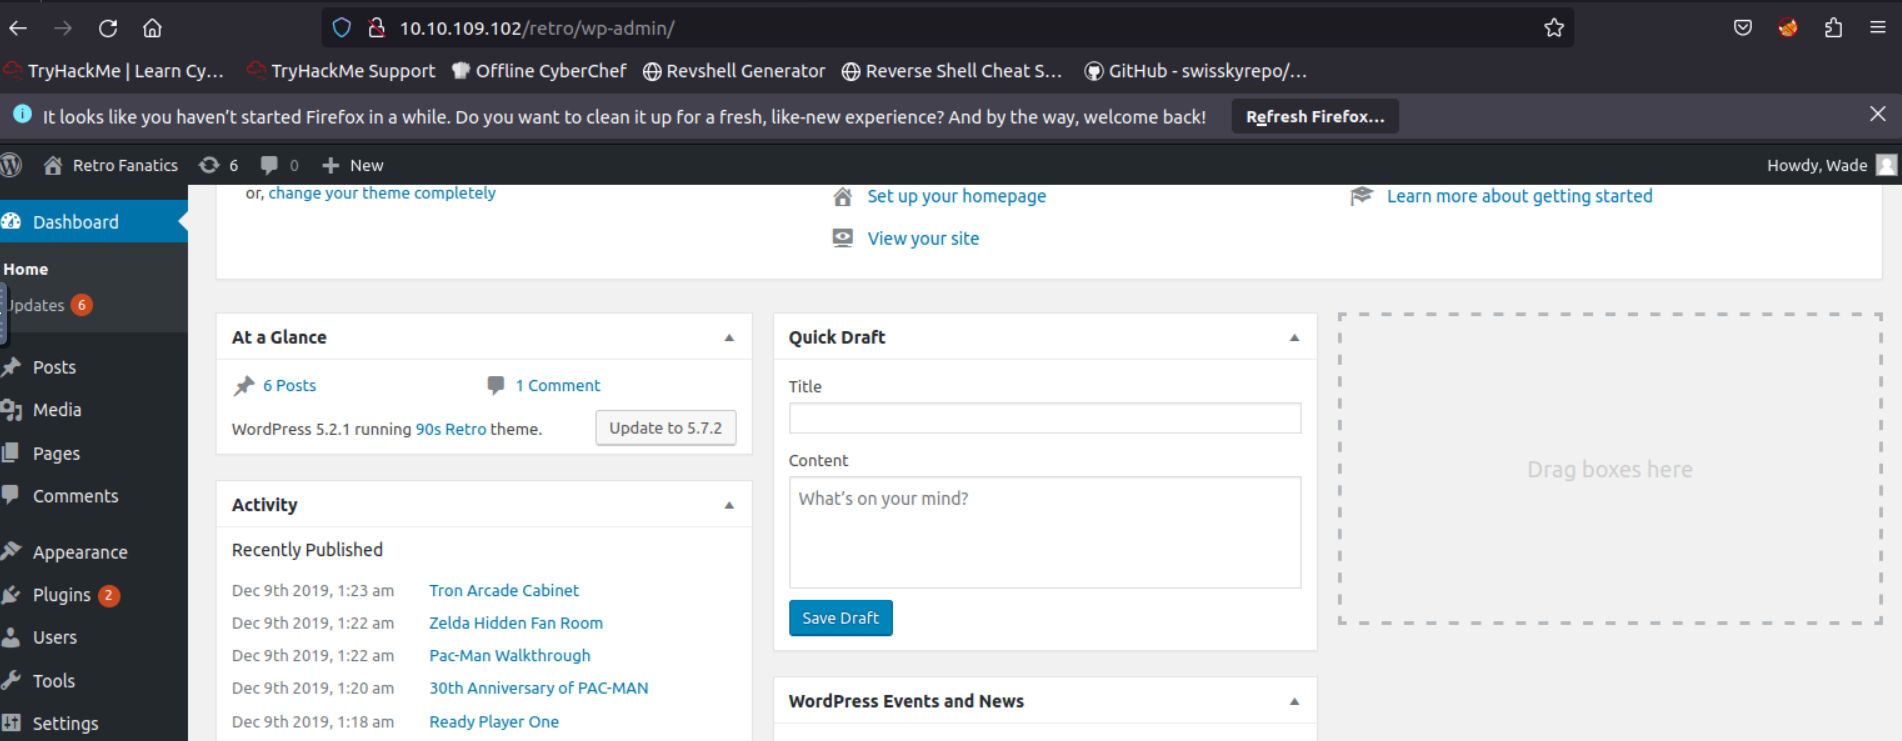 10.10.109.102/retro/wp-admin/
TryHackMe | Learn Cy... TryHackMe Support Offline CyberChef Revshell Generator Reverse Shell Cheat S... GitHub - swisskyrepo/...
It looks like you haven't started Firefox in a while. Do you want to clean it up for a fresh, like-new experience? And by the way, welcome back! Refresh Firefox...
Retro Fanatics 6 0 New Howdy, Wade
Dashboard
Home
Updates 6
Posts
Media
Pages
Comments
Appearance
Plugins 2
Users
Tools
Settings
or, change your theme completely
Set up your homepage
View your site
Learn more about getting started
At a Glance
6 Posts 1 Comment
WordPress 5.2.1 running 90s Retro theme. Update to 5.7.2
Activity
Recently Published
Dec 9th 2019, 1:23 am Tron Arcade Cabinet
Dec 9th 2019, 1:22 am Zelda Hidden Fan Room
Dec 9th 2019, 1:22 am Pac-Man Walkthrough
Dec 9th 2019, 1:20 am 30th Anniversary of PAC-MAN
Dec 9th 2019, 1:18 am Ready Player One
Quick Draft
Title
Content
What's on your mind?
Save Draft
WordPress Events and News
Drag boxes here